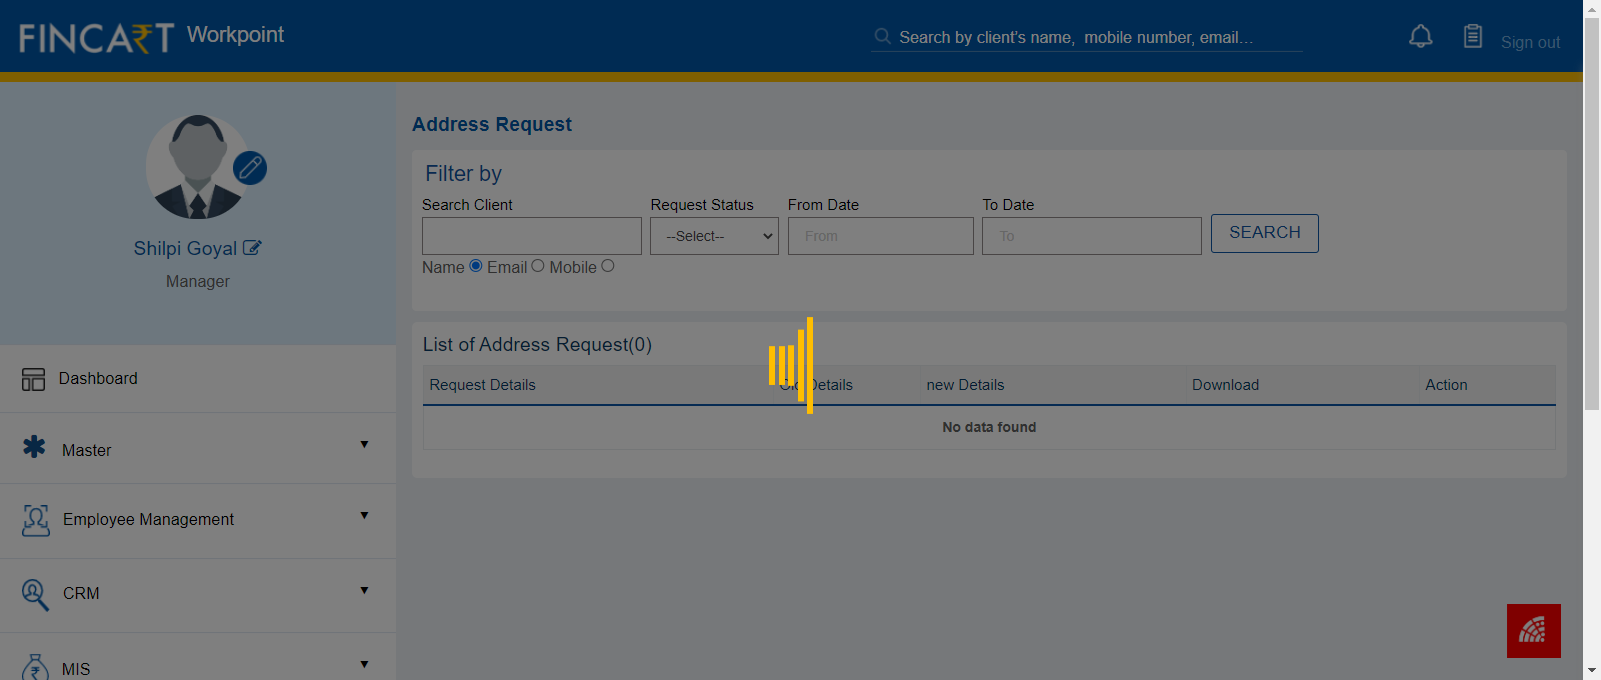 FINCART Workpoint
Search by client's name, mobile number, email...
Sign out
Shilpi Goyal
Manager
Dashboard
Master
Employee Management
CRM
MIS
Address Request
Filter by
Search Client Request Status From Date To Date
--Select-- From To SEARCH
Name Email Mobile
List of Address Request(0)
Request Details Old Details new Details Download Action
No data found